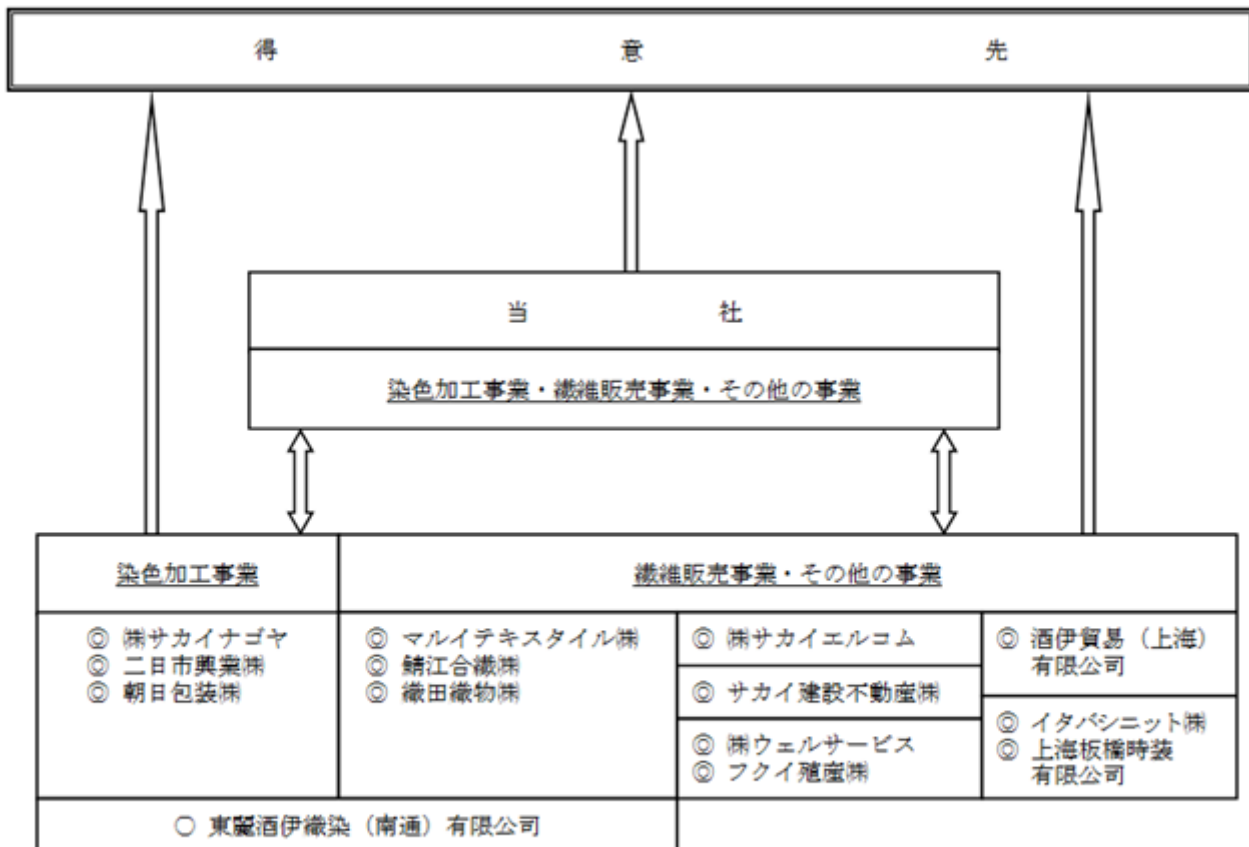 得意先
当社
染色加工事業・繊維販売事業・その他の事業
染色加工事業
繊維販売事業・その他の事業
◎ ㈱サカイナゴヤ
◎ 二日市興業㈱
◎ 朝日包装㈱
◎ マルイテキスタイル㈱
◎ 鯖江合繊㈱
◎ 織田織物㈱
◎ ㈱サカイエルコム
◎ サカイ建設不動産㈱
◎ ㈱ウェルサービス
◎ フクイ殖産㈱
◎ 酒伊貿易（上海）
有限公司
◎ イタバシニット㈱
◎ 上海板橋時装
有限公司
○ 東麗酒伊織染（南通）有限公司